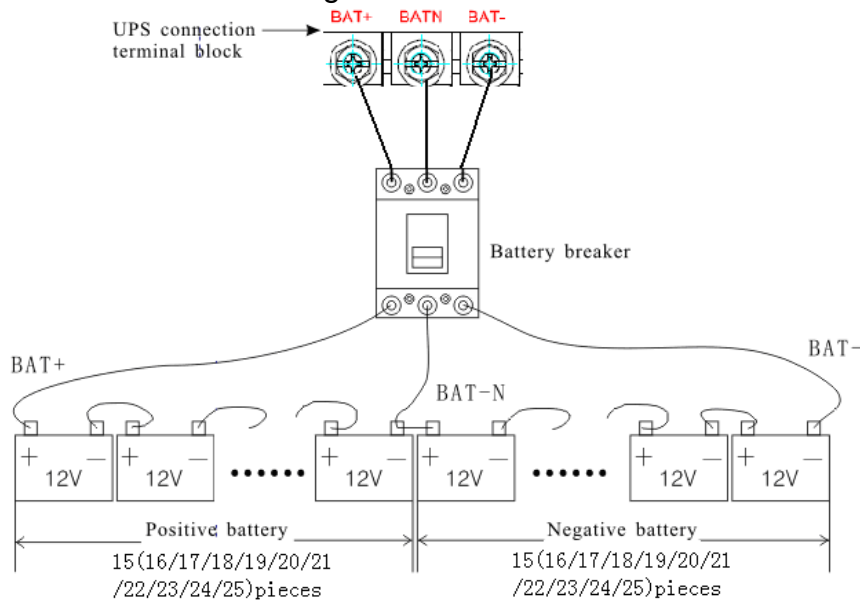 BAT+ BATN BAT-
UPS connection
terminal block
Battery breaker
BAT+
BAT-
BAT-N
+ − + − + − + − + − + −
12V 12V 12V 12V 12V 12V
Positive battery
Negative battery
15(16/17/18/19/20/21
/22/23/24/25)pieces
15(16/17/18/19/20/21
/22/23/24/25)pieces